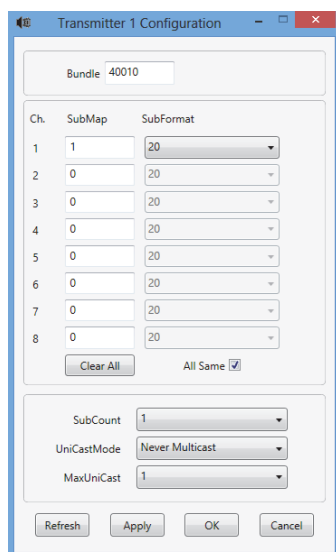 Transmitter 1 Configuration
Bundle 40010
Ch. SubMap SubFormat
1 1 20
2 0 20
3 0 20
4 0 20
5 0 20
6 0 20
7 0 20
8 0 20
Clear All All Same
SubCount 1
UniCastMode Never Multicast
MaxUniCast 1
Refresh Apply OK Cancel